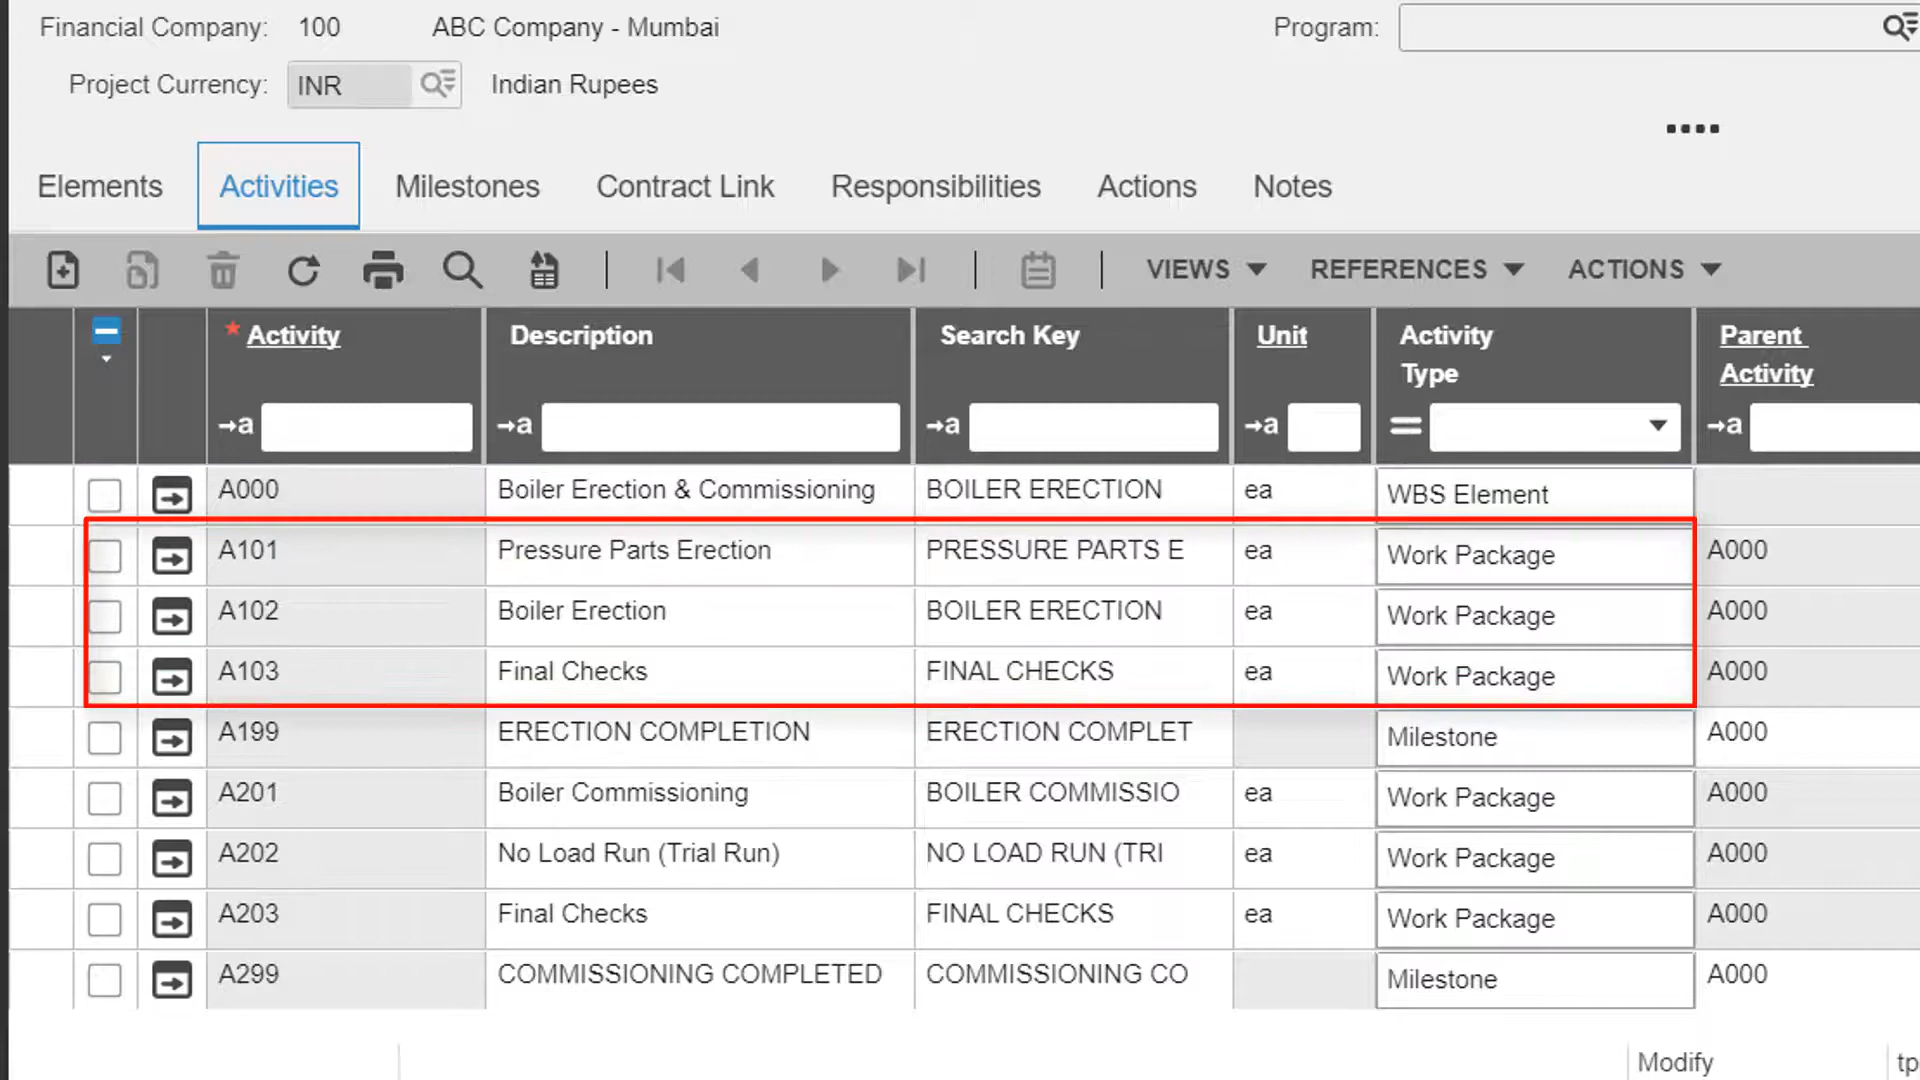 Financial Company: 100 ABC Company - Mumbai Program:
Project Currency: INR Indian Rupees
Elements Activities Milestones Contract Link Responsibilities Actions Notes
VIEWS REFERENCES ACTIONS
* Activity Description Search Key Unit Activity Type Parent Activity
→a →a →a →a = →a
A000 Boiler Erection & Commissioning BOILER ERECTION ea WBS Element
A101 Pressure Parts Erection PRESSURE PARTS E ea Work Package A000
A102 Boiler Erection BOILER ERECTION ea Work Package A000
A103 Final Checks FINAL CHECKS ea Work Package A000
A199 ERECTION COMPLETION ERECTION COMPLET Milestone A000
A201 Boiler Commissioning BOILER COMMISSIO ea Work Package A000
A202 No Load Run (Trial Run) NO LOAD RUN (TRI ea Work Package A000
A203 Final Checks FINAL CHECKS ea Work Package A000
A299 COMMISSIONING COMPLETED COMMISSIONING CO Milestone A000
Modify tp